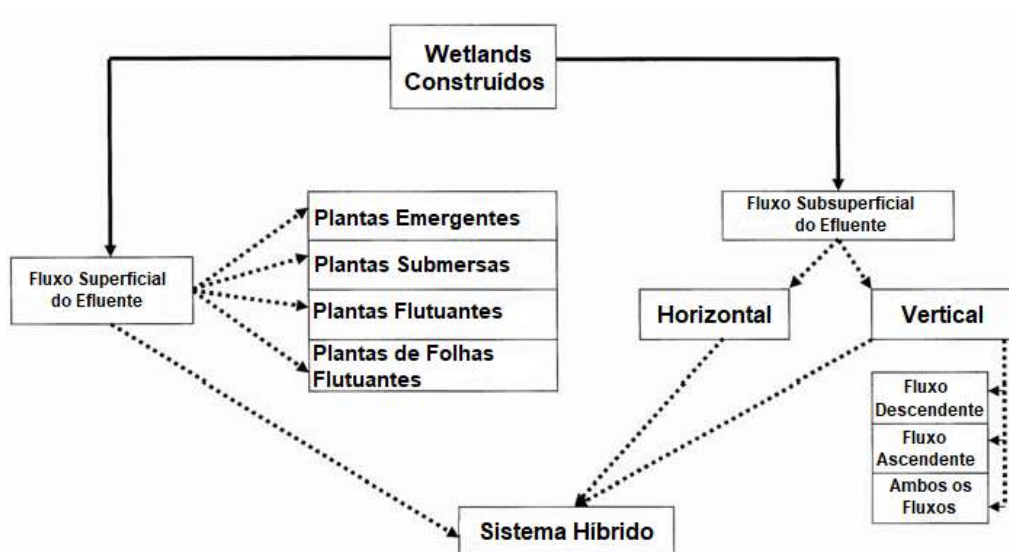 Wetlands
Construídos
Fluxo Superficial
do Efluente
Plantas Emergentes
Plantas Submersas
Plantas Flutuantes
Plantas de Folhas
Flutuantes
Fluxo Subsuperficial
do Efluente
Horizontal
Vertical
Fluxo
Descendente
Fluxo
Ascendente
Ambos os
Fluxos
Sistema Híbrido